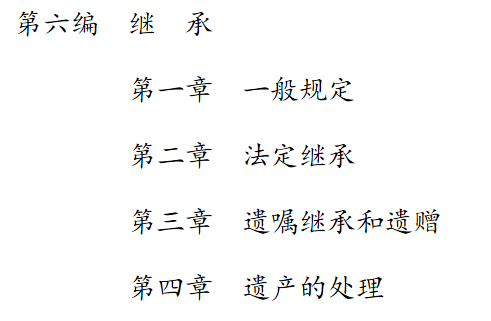 第六编　继　承
第一章　一般规定
第二章　法定继承
第三章　遗嘱继承和遗赠
第四章　遗产的处理